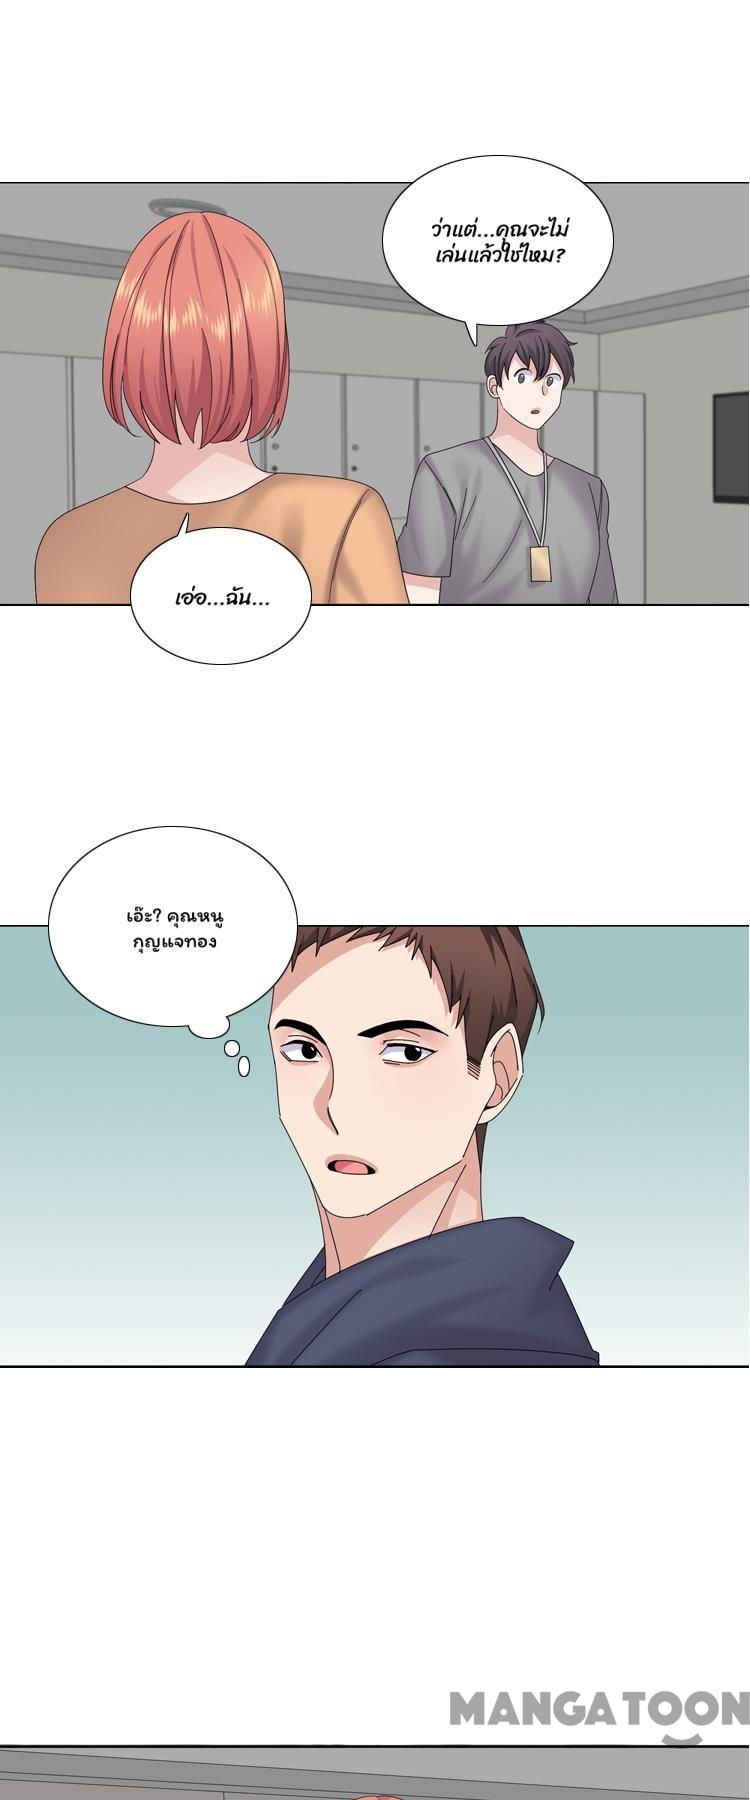 ว่าแต่...คุณจะไม่
เล่นแล้วใช่ไหม?
เอ่อ...ฉัน...
เอ๊ะ? คุณหนู
กุญแจทอง
MANGATOON